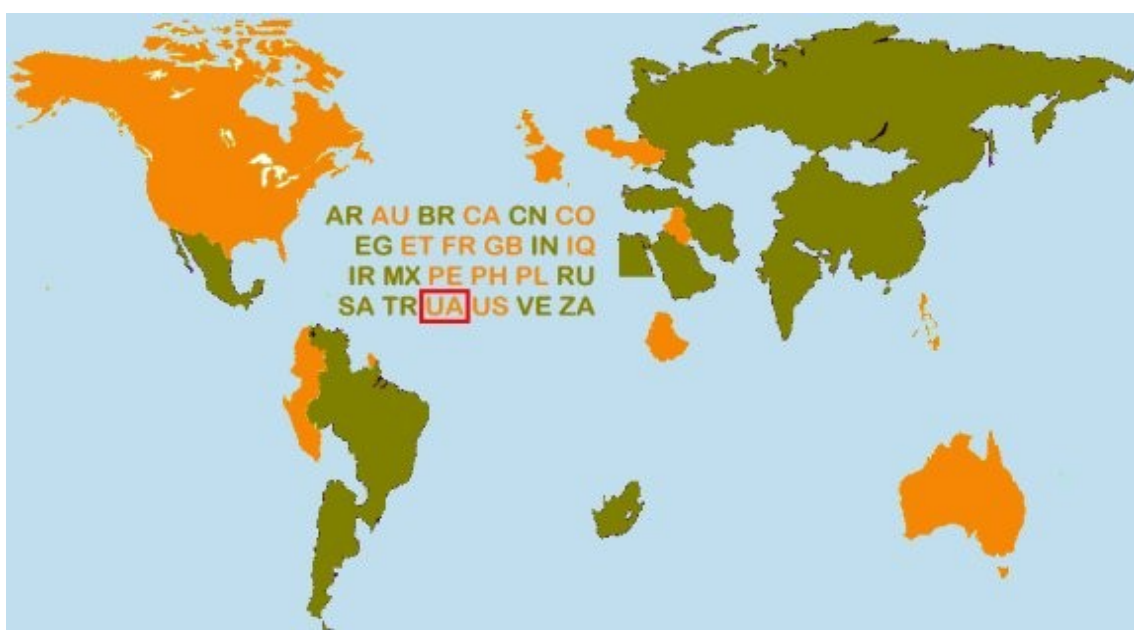 AR AU BR CA CN CO
EG ET FR GB IN IQ
IR MX PE PH PL RU
SA TR UA US VE ZA